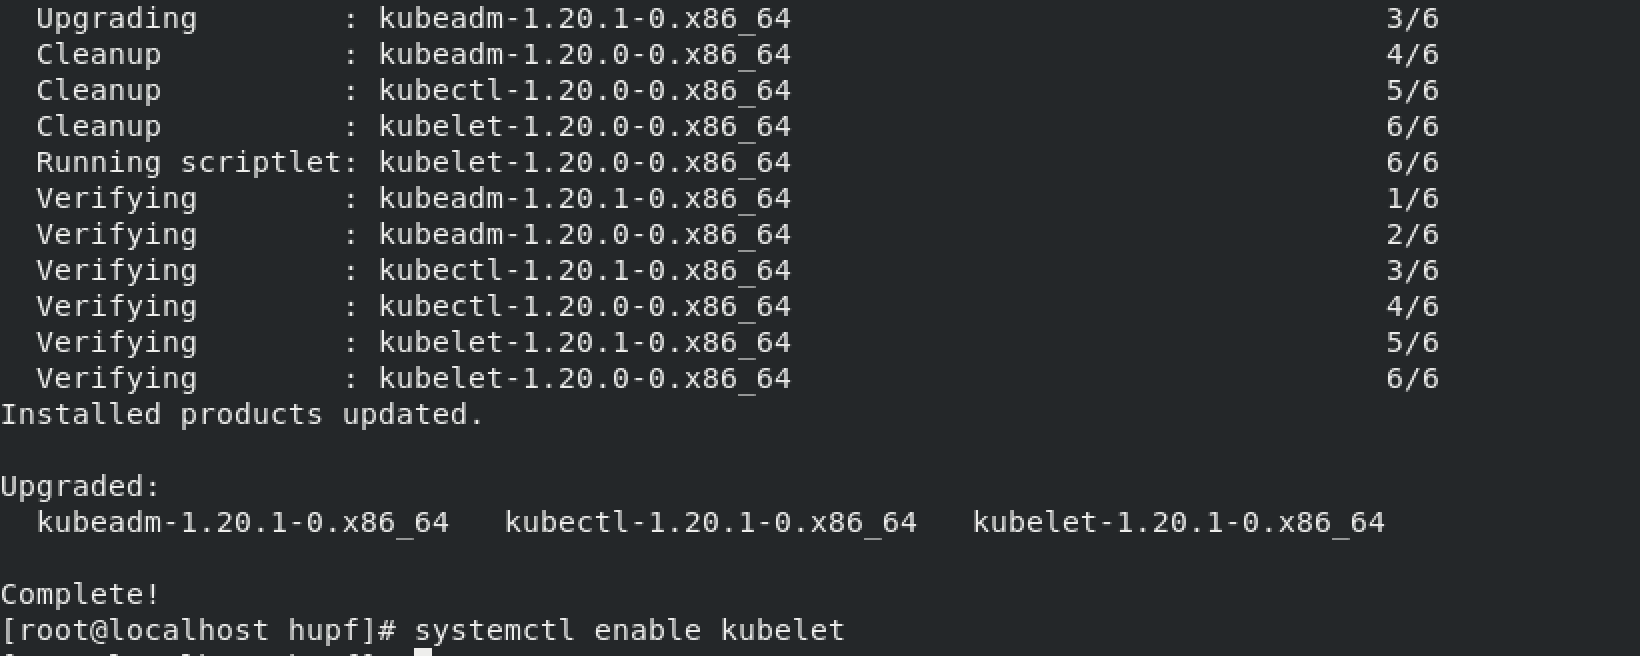 Upgrading : kubeadm-1.20.1-0.x86_64 3/6
Cleanup : kubeadm-1.20.0-0.x86_64 4/6
Cleanup : kubectl-1.20.0-0.x86_64 5/6
Cleanup : kubelet-1.20.0-0.x86_64 6/6
Running scriptlet: kubelet-1.20.0-0.x86_64 6/6
Verifying : kubeadm-1.20.1-0.x86_64 1/6
Verifying : kubeadm-1.20.0-0.x86_64 2/6
Verifying : kubectl-1.20.1-0.x86_64 3/6
Verifying : kubectl-1.20.0-0.x86_64 4/6
Verifying : kubelet-1.20.1-0.x86_64 5/6
Verifying : kubelet-1.20.0-0.x86_64 6/6
Installed products updated.
Upgraded:
kubeadm-1.20.1-0.x86_64 kubectl-1.20.1-0.x86_64 kubelet-1.20.1-0.x86_64
Complete!
[root@localhost hupf]# systemctl enable kubelet